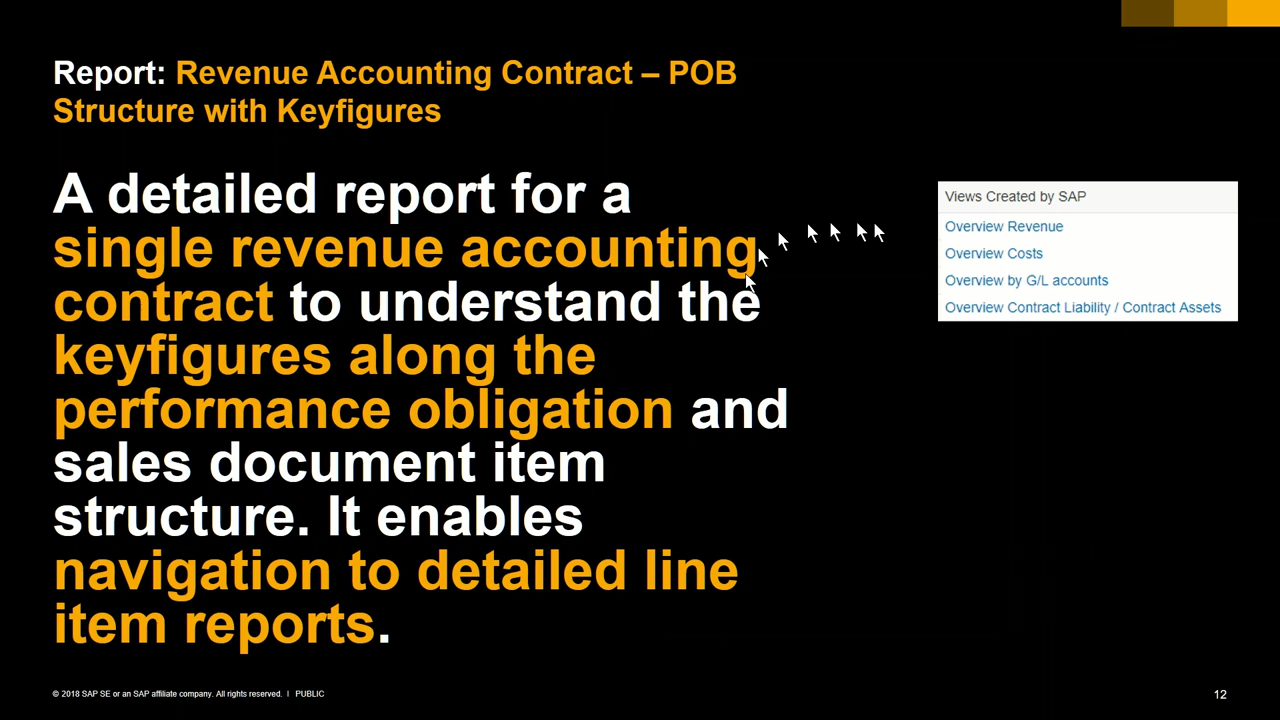 Report: Revenue Accounting Contract – POB
Structure with Keyfigures
A detailed report for a
single revenue accounting
contract to understand the
keyfigures along the
performance obligation and
sales document item
structure. It enables
navigation to detailed line
item reports.
Views Created by SAP
Overview Revenue
Overview Costs
Overview by G/L accounts
Overview Contract Liability / Contract Assets
© 2018 SAP SE or an SAP affiliate company. All rights reserved. ǀ PUBLIC
12